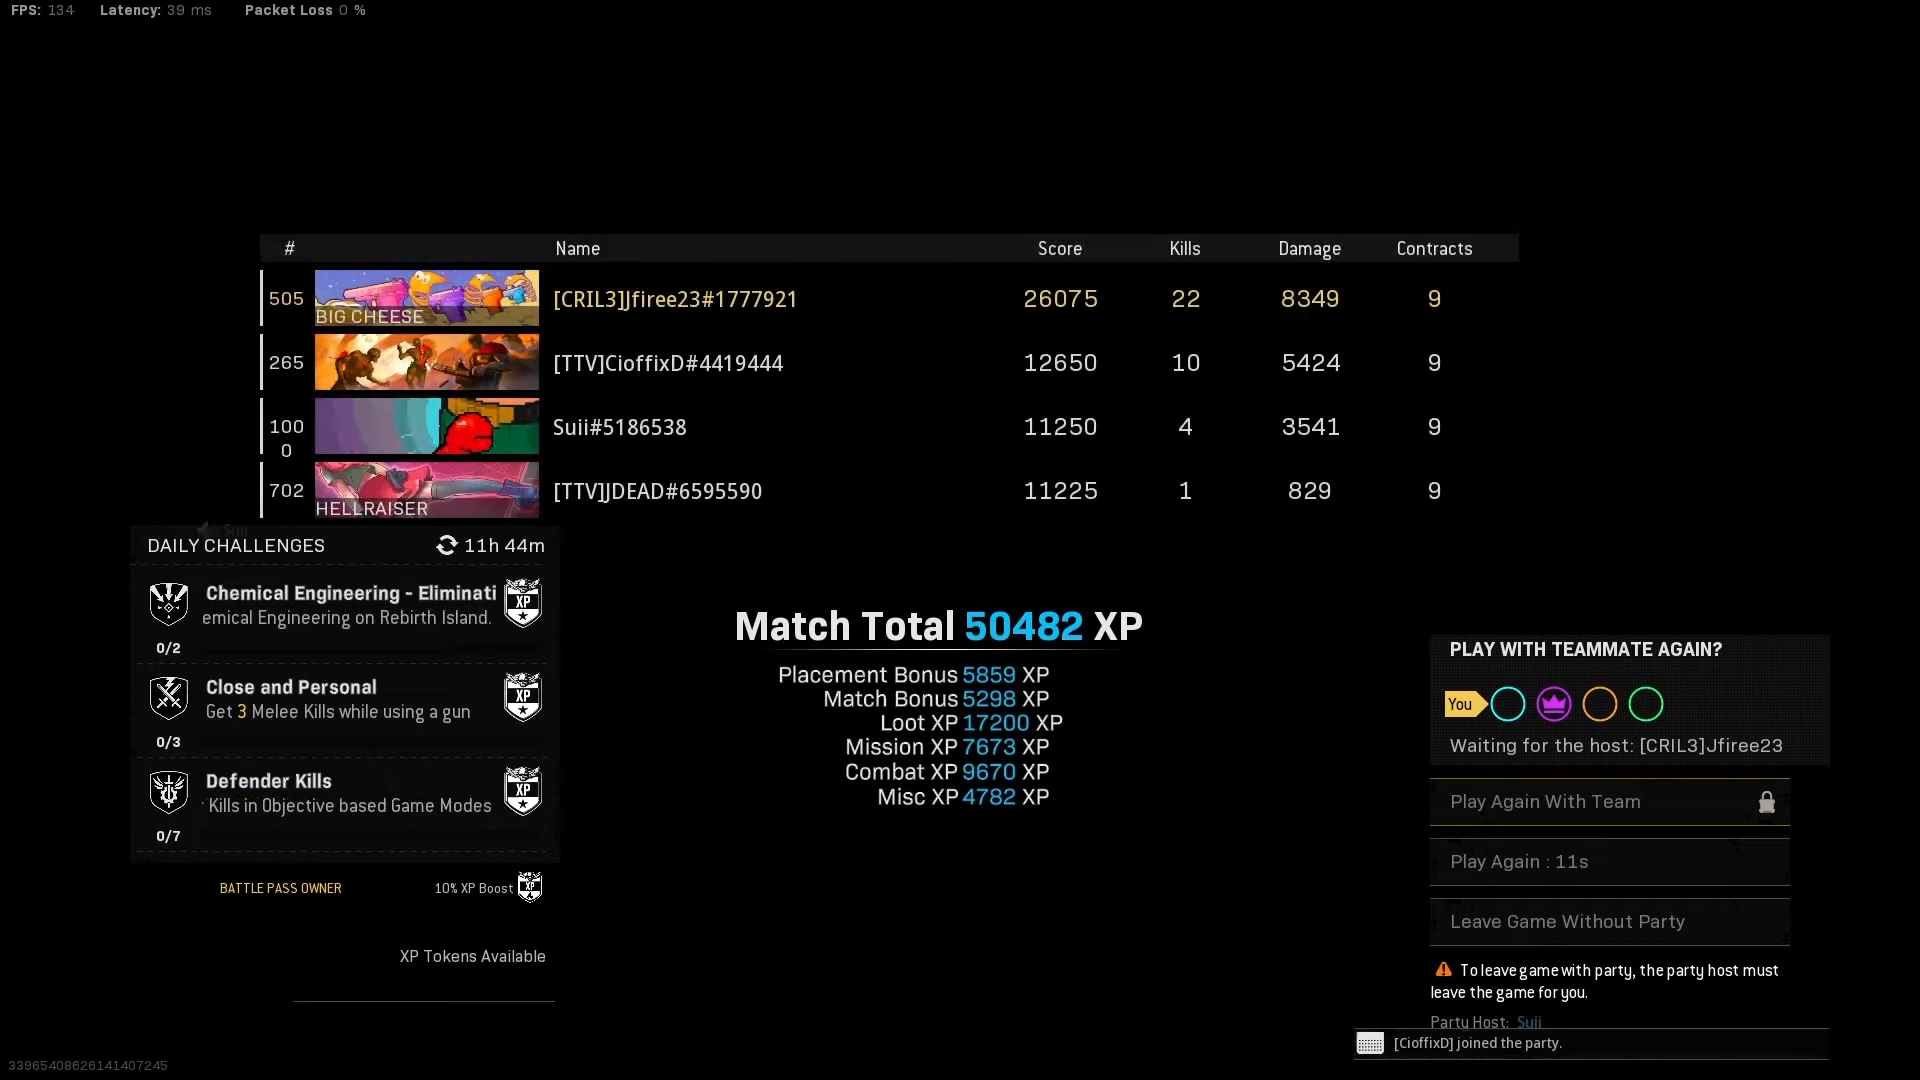 FPS: 134 Latency: 39 ms Packet Loss 0 %
# Name Score Kills Damage Contracts
505 BIG CHEESE [CRIL3]Jfiree23#1777921 26075 22 8349 9
265 [TTV]CioffixD#4419444 12650 10 5424 9
1000 Suii#5186538 11250 4 3541 9
702 HELLRAISER [TTV]JDEAD#6595590 11225 1 829 9
Suii
DAILY CHALLENGES 11h 44m
Chemical Engineering - Eliminati
emical Engineering on Rebirth Island.
XP
0/2
Close and Personal
Get 3 Melee Kills while using a gun
XP
0/3
Defender Kills
Kills in Objective based Game Modes
XP
0/7
BATTLE PASS OWNER 10% XP Boost XP
XP Tokens Available
Match Total 50482 XP
Placement Bonus 5859 XP
Match Bonus 5298 XP
Loot XP 17200 XP
Mission XP 7673 XP
Combat XP 9670 XP
Misc XP 4782 XP
PLAY WITH TEAMMATE AGAIN?
You
Waiting for the host: [CRIL3]Jfiree23
Play Again With Team
Play Again : 11s
Leave Game Without Party
To leave game with party, the party host must
leave the game for you.
Party Host: Suii
[CioffixD] joined the party.
33965408626141407245